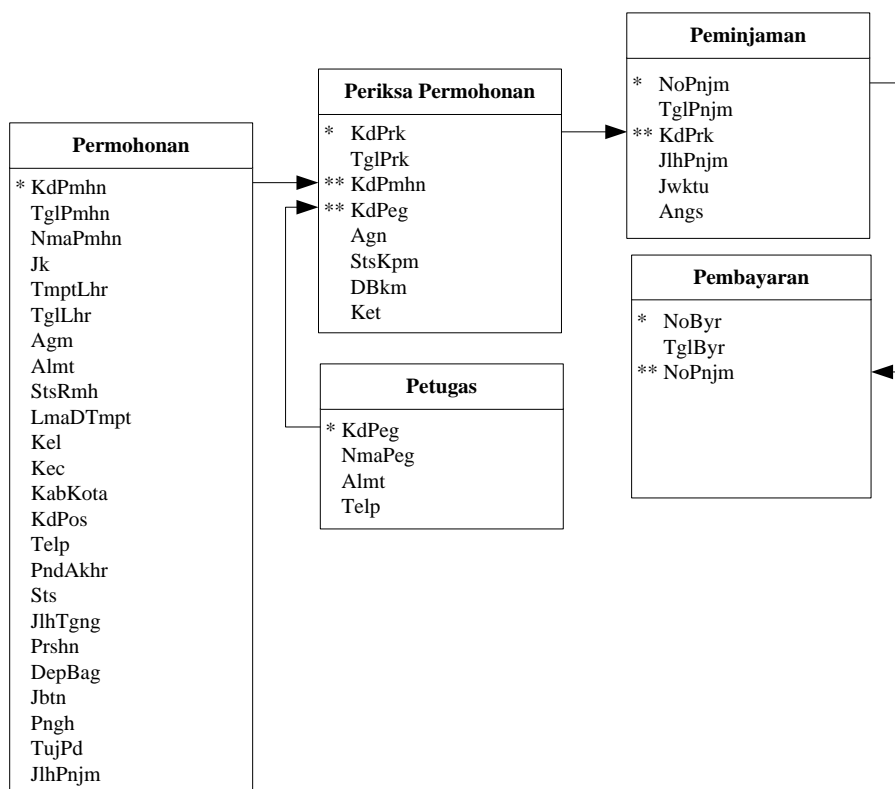 Permohonan
* KdPmhn
TglPmhn
NmaPmhn
Jk
TmptLhr
TglLhr
Agm
Almt
StsRmh
LmaDTmpt
Kel
Kec
KabKota
KdPos
Telp
PndAkhr
Sts
JlhTgng
Prshn
DepBag
Jbtn
Pngh
TujPd
JlhPnjm
Periksa Permohonan
* KdPrk
TglPrk
** KdPmhn
** KdPeg
Agn
StsKpm
DBkm
Ket
Petugas
* KdPeg
NmaPeg
Almt
Telp
Peminjaman
* NoPnjm
TglPnjm
** KdPrk
JlhPnjm
Jwktu
Angs
Pembayaran
* NoByr
TglByr
** NoPnjm